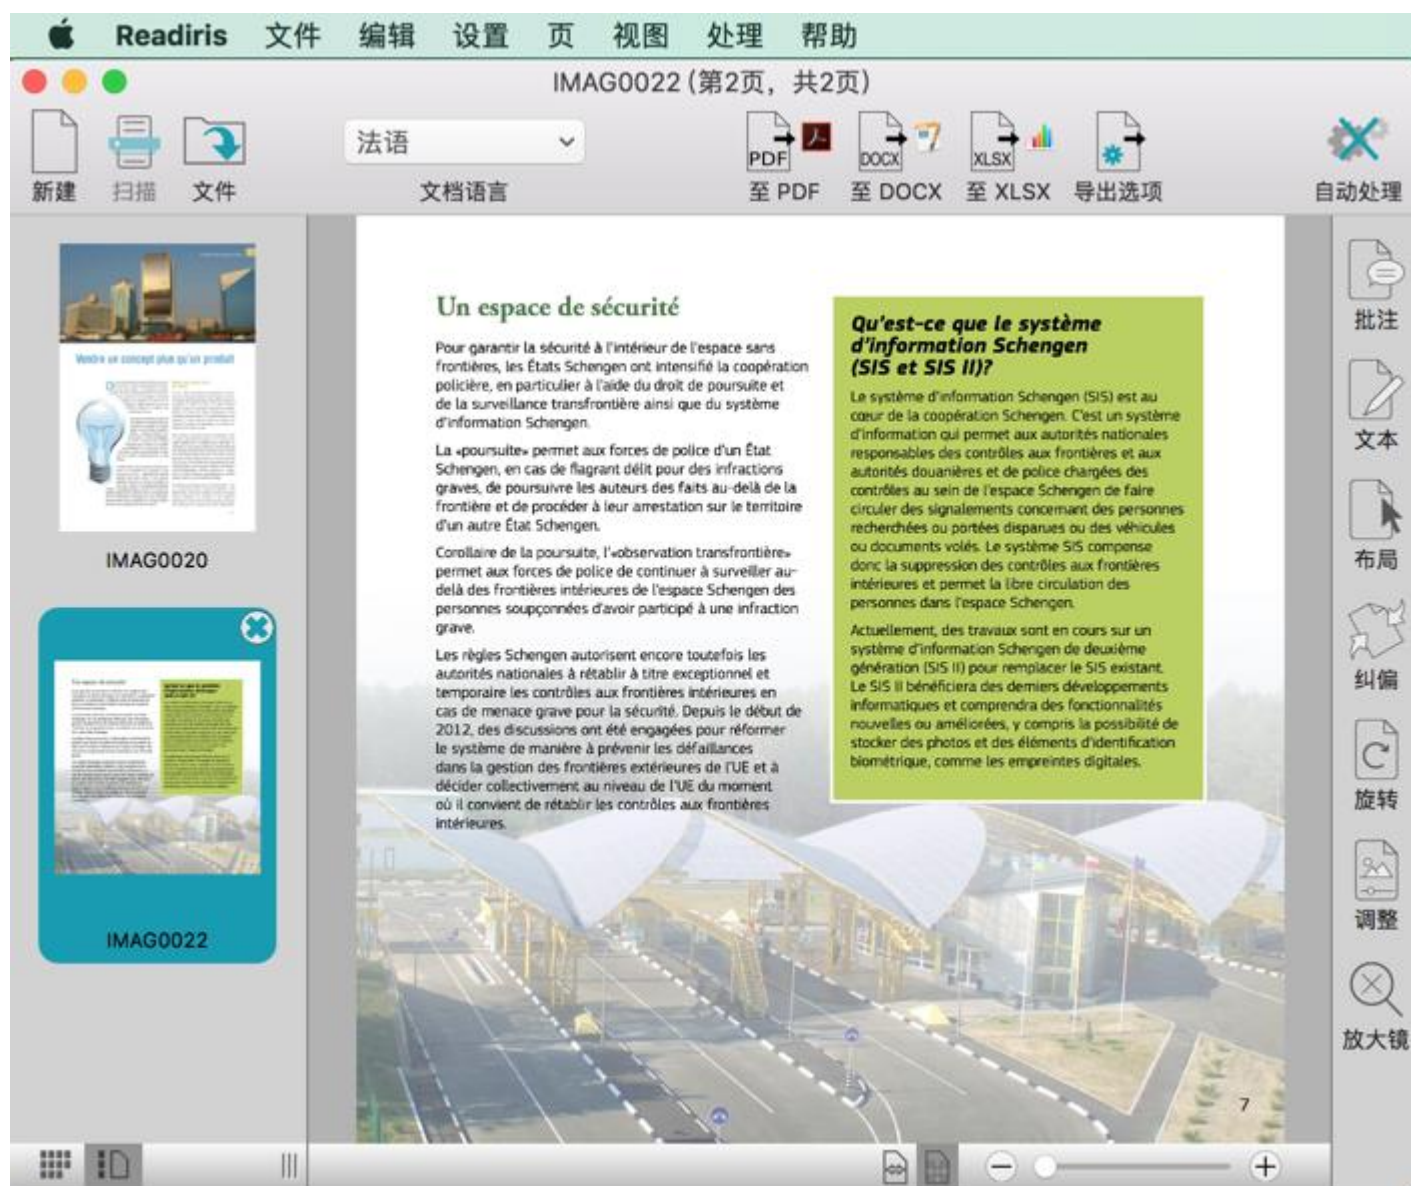 Readiris 文件 编辑 设置 页 视图 处理 帮助
IMAG0022 (第2页，共2页)
新建 扫描 文件
法语
文档语言
PDF DOCX XLSX
至 PDF 至 DOCX 至 XLSX 导出选项
自动处理
Vendre un concept plus qu'un produit
IMAG0020
IMAG0022
Un espace de sécurité
Pour garantir la sécurité à l'intérieur de l'espace sans
frontières, les États Schengen ont intensifié la coopération
policière, en particulier à l'aide du droit de poursuite et
de la surveillance transfrontière ainsi que du système
d'information Schengen.
La «poursuite» permet aux forces de police d'un État
Schengen, en cas de flagrant délit pour des infractions
graves, de poursuivre les auteurs des faits au-delà de la
frontière et de procéder à leur arrestation sur le territoire
d'un autre État Schengen.
Corollaire de la poursuite, l'«observation transfrontière»
permet aux forces de police de continuer à surveiller au-
delà des frontières intérieures de l'espace Schengen des
personnes soupçonnées d'avoir participé à une infraction
grave.
Les règles Schengen autorisent encore toutefois les
autorités nationales à rétablir à titre exceptionnel et
temporaire les contrôles aux frontières intérieures en
cas de menace grave pour la sécurité. Depuis le début de
2012, des discussions ont été engagées pour réformer
le système de manière à prévenir les défaillances
dans la gestion des frontières extérieures de l'UE et à
décider collectivement au niveau de l'UE du moment
où il convient de rétablir les contrôles aux frontières
intérieures.
Qu'est-ce que le système
d'information Schengen
(SIS et SIS II)?
Le système d'information Schengen (SIS) est au
cœur de la coopération Schengen. C'est un système
d'information qui permet aux autorités nationales
responsables des contrôles aux frontières et aux
autorités douanières et de police chargées des
contrôles au sein de l'espace Schengen de faire
circuler des signalements concernant des personnes
recherchées ou portées disparues ou des véhicules
ou documents volés. Le système SIS compense
donc la suppression des contrôles aux frontières
intérieures et permet la libre circulation des
personnes dans l'espace Schengen.
Actuellement, des travaux sont en cours sur un
système d'information Schengen de deuxième
génération (SIS II) pour remplacer le SIS existant.
Le SIS II bénéficiera des derniers développements
informatiques et comprendra des fonctionnalités
nouvelles ou améliorées, y compris la possibilité de
stocker des photos et des éléments d'identification
biométrique, comme les empreintes digitales.
7
批注
文本
布局
纠偏
旋转
调整
放大镜